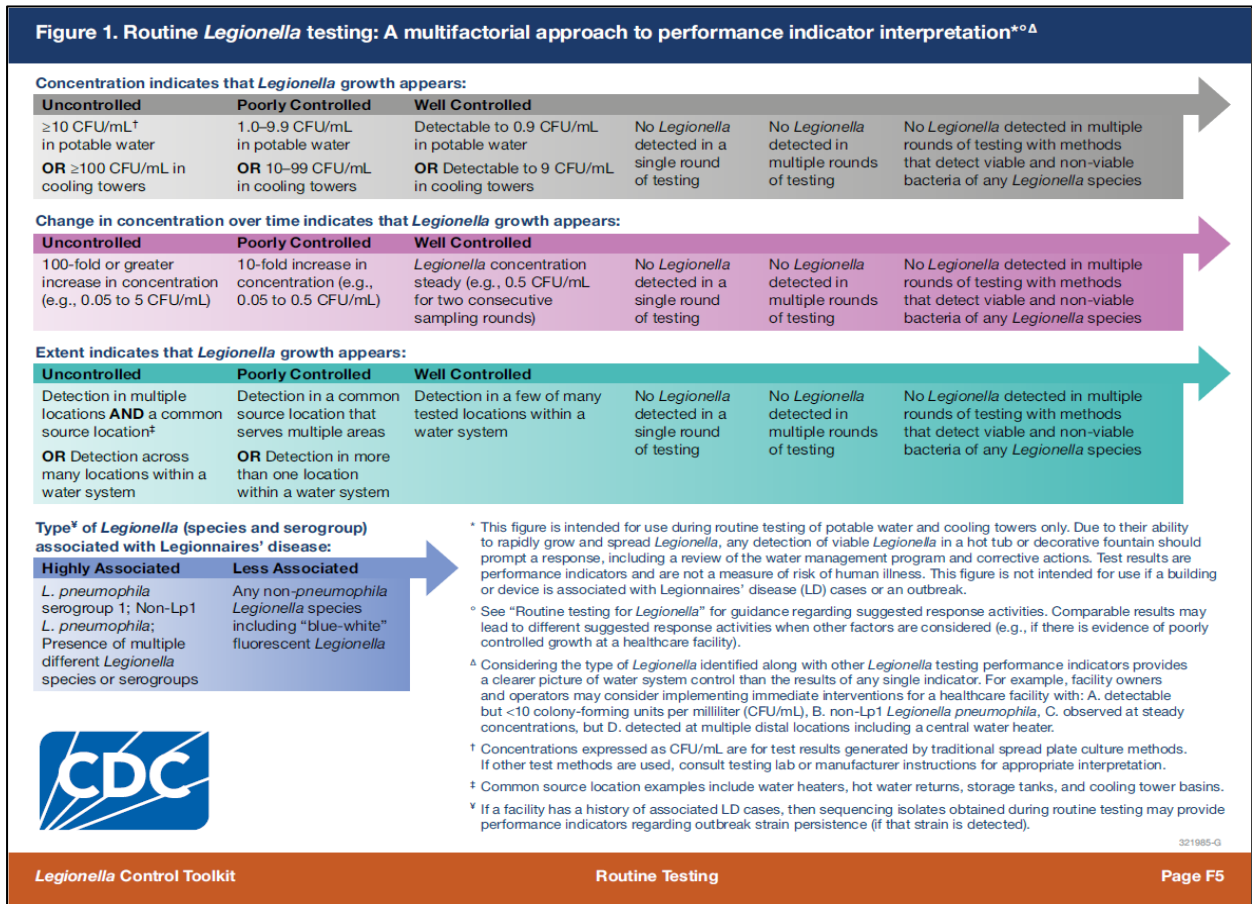 Figure 1. Routine Legionella testing: A multifactorial approach to performance indicator interpretation*°Δ
Concentration indicates that Legionella growth appears:
Uncontrolled
≥10 CFU/mL†
in potable water
OR ≥100 CFU/mL in
cooling towers
Poorly Controlled
1.0–9.9 CFU/mL
in potable water
OR 10–99 CFU/mL
in cooling towers
Well Controlled
Detectable to 0.9 CFU/mL
in potable water
OR Detectable to 9 CFU/mL
in cooling towers
No Legionella
detected in a
single round
of testing
No Legionella
detected in
multiple rounds
of testing
No Legionella detected in multiple
rounds of testing with methods
that detect viable and non-viable
bacteria of any Legionella species
Change in concentration over time indicates that Legionella growth appears:
Uncontrolled
100-fold or greater
increase in concentration
(e.g., 0.05 to 5 CFU/mL)
Poorly Controlled
10-fold increase in
concentration (e.g.,
0.05 to 0.5 CFU/mL)
Well Controlled
Legionella concentration
steady (e.g., 0.5 CFU/mL
for two consecutive
sampling rounds)
No Legionella
detected in a
single round
of testing
No Legionella
detected in
multiple rounds
of testing
No Legionella detected in multiple
rounds of testing with methods
that detect viable and non-viable
bacteria of any Legionella species
Extent indicates that Legionella growth appears:
Uncontrolled
Detection in multiple
locations AND a common
source location‡
OR Detection across
many locations within a
water system
Poorly Controlled
Detection in a common
source location that
serves multiple areas
OR Detection in more
than one location
within a water system
Well Controlled
Detection in a few of many
tested locations within a
water system
No Legionella
detected in a
single round
of testing
No Legionella
detected in
multiple rounds
of testing
No Legionella detected in multiple
rounds of testing with methods
that detect viable and non-viable
bacteria of any Legionella species
Type¥ of Legionella (species and serogroup)
associated with Legionnaires’ disease:
Highly Associated
L. pneumophila
serogroup 1; Non-Lp1
L. pneumophila;
Presence of multiple
different Legionella
species or serogroups
Less Associated
Any non-pneumophila
Legionella species
including “blue-white”
fluorescent Legionella
CDC
* This figure is intended for use during routine testing of potable water and cooling towers only. Due to their ability
to rapidly grow and spread Legionella, any detection of viable Legionella in a hot tub or decorative fountain should
prompt a response, including a review of the water management program and corrective actions. Test results are
performance indicators and are not a measure of risk of human illness. This figure is not intended for use if a building
or device is associated with Legionnaires’ disease (LD) cases or an outbreak.
° See “Routine testing for Legionella” for guidance regarding suggested response activities. Comparable results may
lead to different suggested response activities when other factors are considered (e.g., if there is evidence of poorly
controlled growth at a healthcare facility).
Δ Considering the type of Legionella identified along with other Legionella testing performance indicators provides
a clearer picture of water system control than the results of any single indicator. For example, facility owners
and operators may consider implementing immediate interventions for a healthcare facility with: A. detectable
but <10 colony-forming units per milliliter (CFU/mL), B. non-Lp1 Legionella pneumophila, C. observed at steady
concentrations, but D. detected at multiple distal locations including a central water heater.
† Concentrations expressed as CFU/mL are for test results generated by traditional spread plate culture methods.
If other test methods are used, consult testing lab or manufacturer instructions for appropriate interpretation.
‡ Common source location examples include water heaters, hot water returns, storage tanks, and cooling tower basins.
¥ If a facility has a history of associated LD cases, then sequencing isolates obtained during routine testing may provide
performance indicators regarding outbreak strain persistence (if that strain is detected).
321985-G
Legionella Control Toolkit
Routine Testing
Page F5